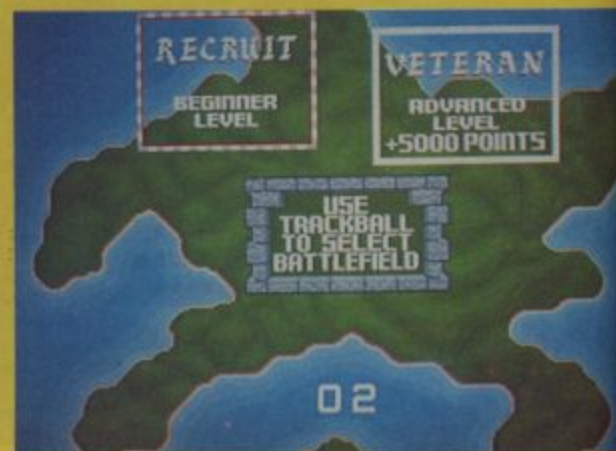 RECRUIT
BEGINNER
LEVEL
VETERAN
ADVANCED
LEVEL
+5000 POINTS
USE
TRACKBALL
TO SELECT
BATTLEFIELD
02